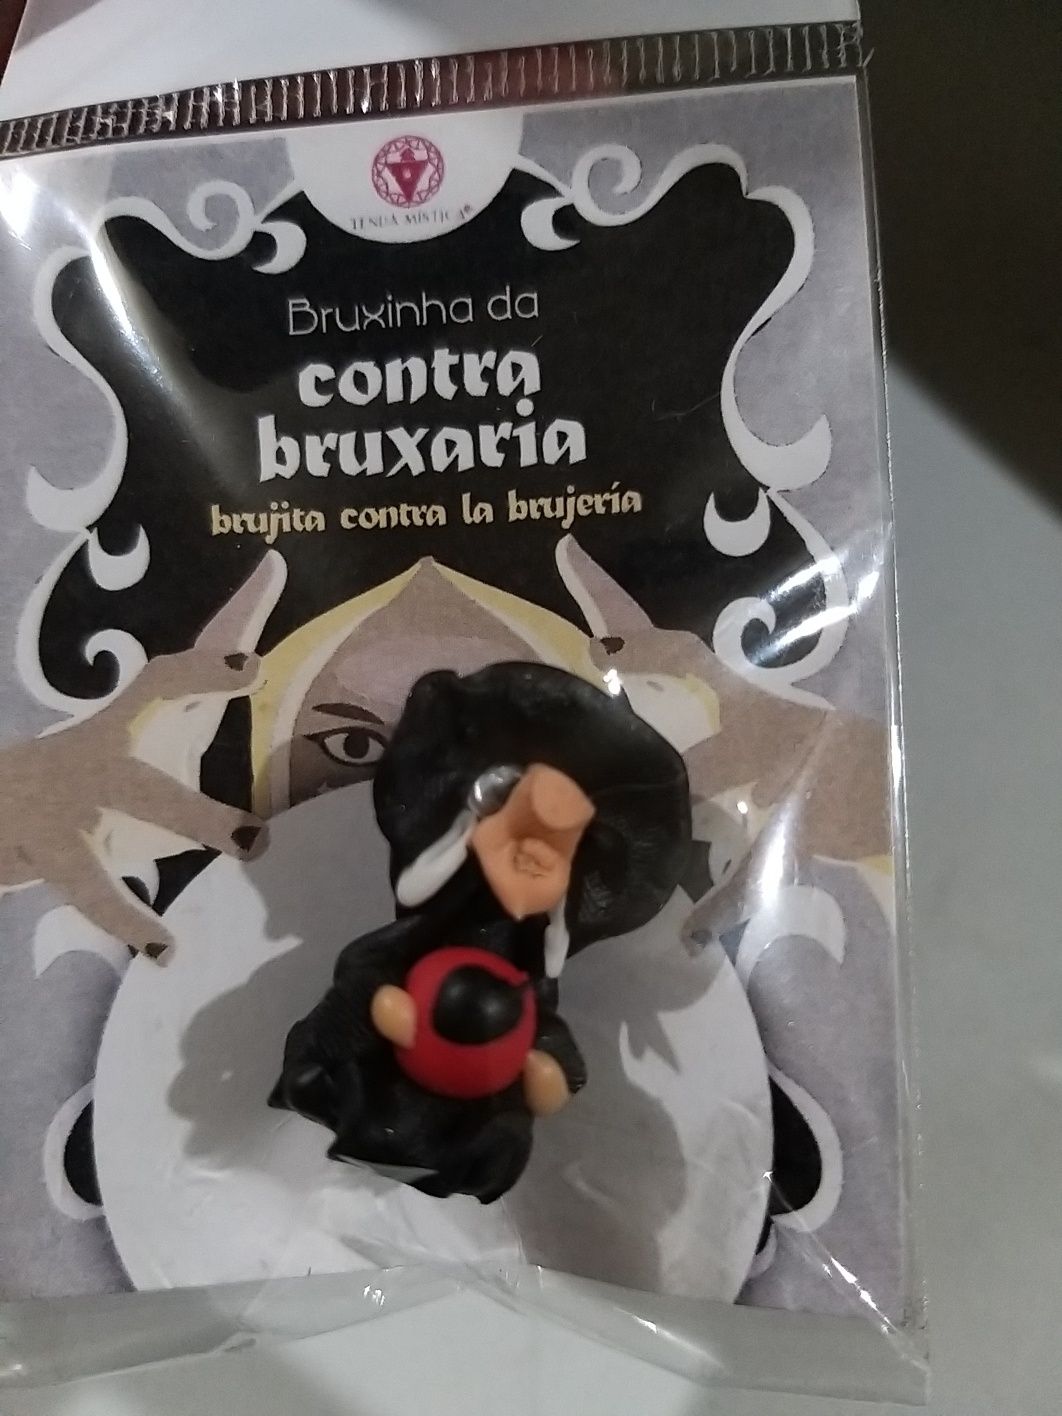 TENDA MÍSTICA®
Bruxinha da
contra
bruxaria
brujita contra la brujería